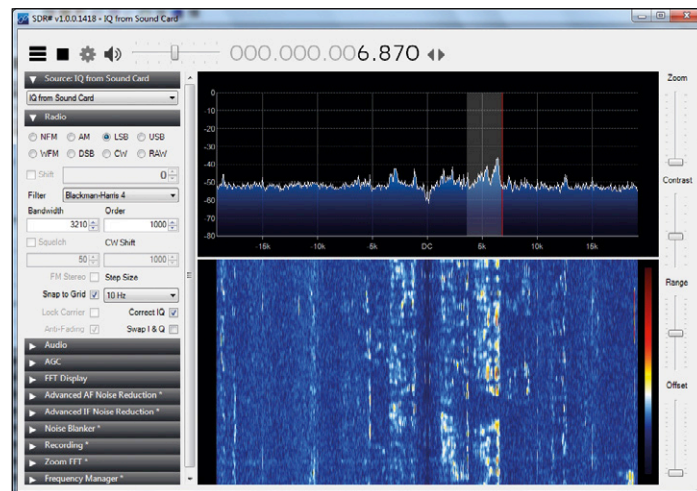 SDR# v1.0.0.1418 - IQ from Sound Card
000.000.006.870
Source: IQ from Sound Card
IQ from Sound Card
Radio
NFM AM LSB USB
WFM DSB CW RAW
Shift 0
Filter Blackman-Harris 4
Bandwidth Order
3210 1000
Squelch CW Shift
50 1000
FM Stereo Step Size
Snap to Grid 10 Hz
Lock Carrier Correct IQ
Anti-Fading Swap I & Q
Audio
AGC
FFT Display
Advanced AF Noise Reduction *
Advanced IF Noise Reduction *
Noise Blanker *
Recording *
Zoom FFT *
Frequency Manager *
0
-10
-20
-30
-40
-50
-60
-70
-80
-15k -10k -5k DC 5k 10k 15k
Zoom
Contrast
Range
Offset